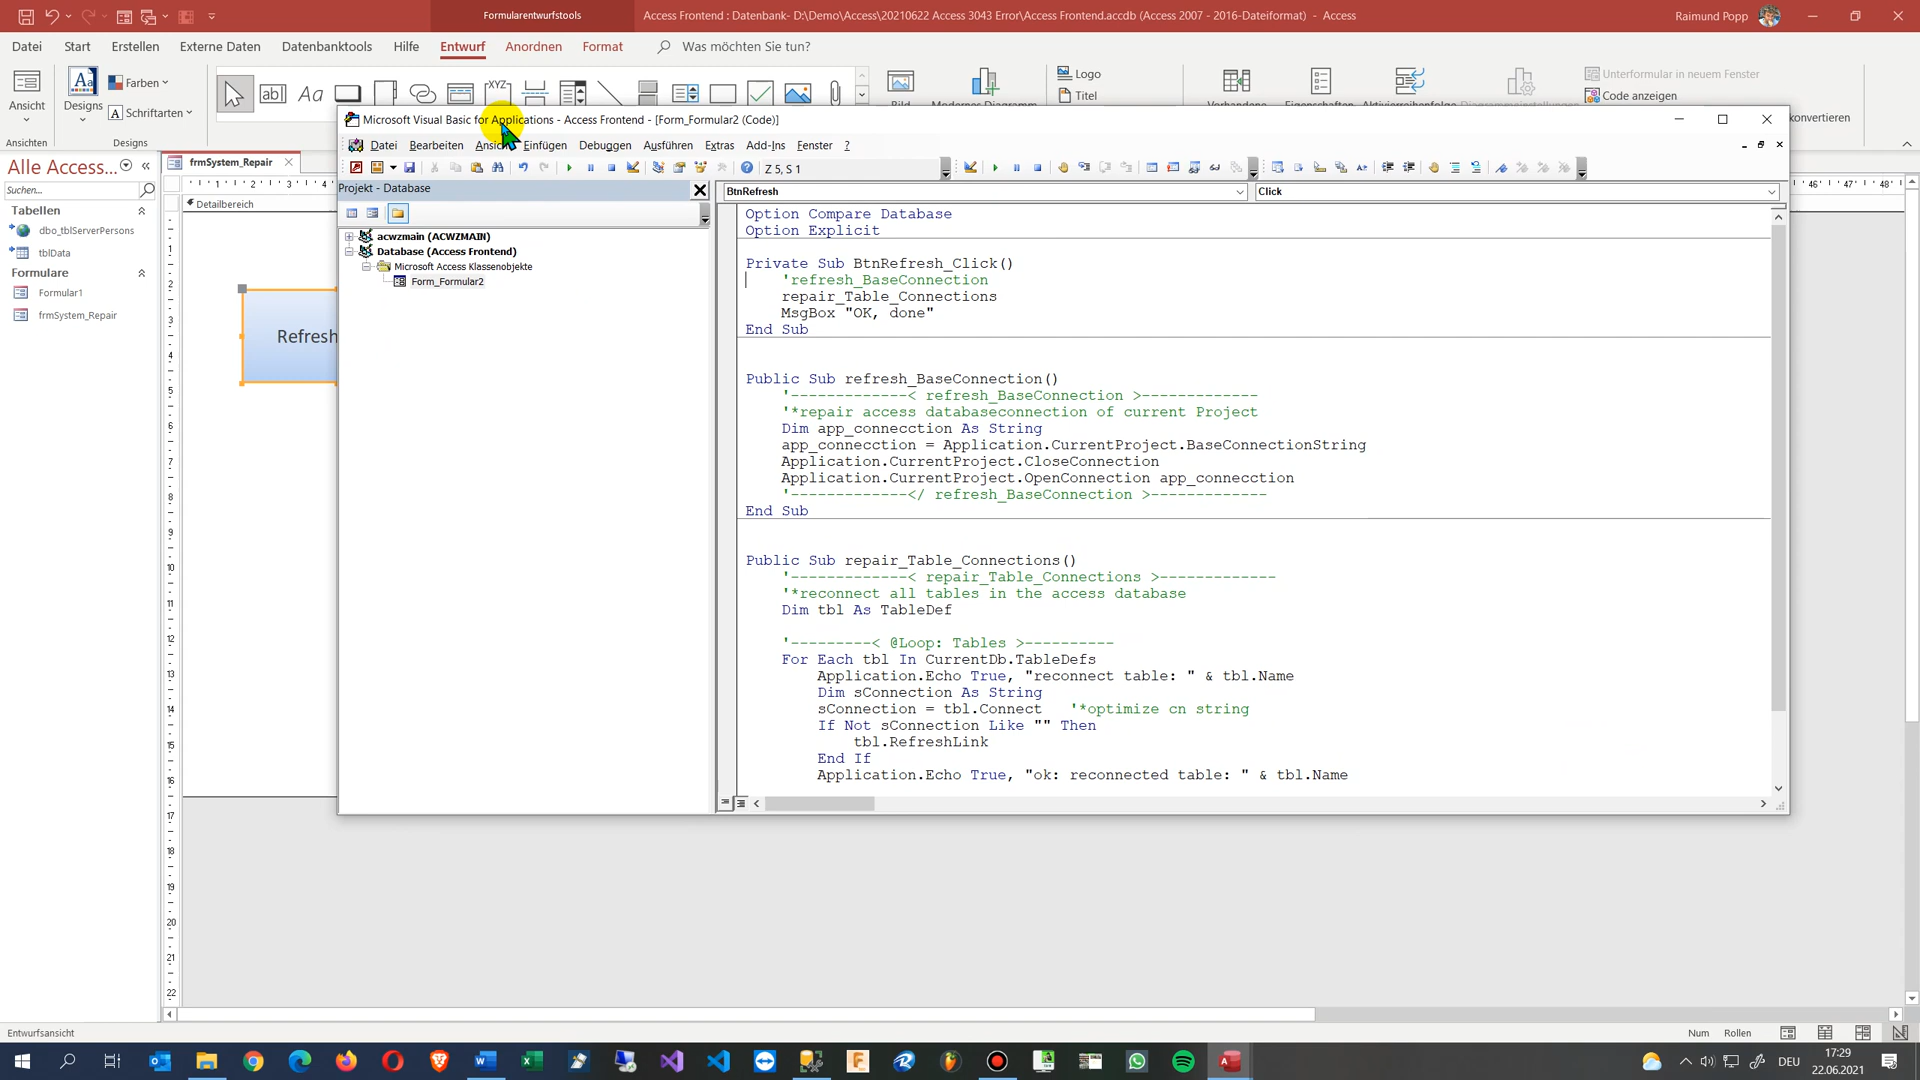 Formularentwurfstools
Access Frontend : Datenbank- D:\Demo\Access\20210622 Access 3043 Error\Access Frontend.accdb (Access 2007 - 2016-Dateiformat) - Access
Raimund Popp
Datei Start Erstellen Externe Daten Datenbanktools Hilfe Entwurf Anordnen Format Was möchten Sie tun?
Ansicht
Designs
Farben
Schriftarten
Logo
Titel
Unterformular in neuem Fenster
Code anzeigen
Ansichten
Designs
Microsoft Visual Basic for Applications - Access Frontend - [Form_Formular2 (Code)]
Datei Bearbeiten Ansicht Einfügen Debuggen Ausführen Extras Add-Ins Fenster ?
Z 5, S 1
Alle Access...
Suchen...
Tabellen
dbo_tblServerPersons
tblData
Formulare
Formular1
frmSystem_Repair
frmSystem_Repair
Detailbereich
Refresh
Projekt - Database
acwzmain (ACWZMAIN)
Database (Access Frontend)
Microsoft Access Klassenobjekte
Form_Formular2
BtnRefresh
Click
Option Compare Database
Option Explicit
Private Sub BtnRefresh_Click()
'refresh_BaseConnection
repair_Table_Connections
MsgBox "OK, done"
End Sub
Public Sub refresh_BaseConnection()
'-------------< refresh_BaseConnection >-------------
'*repair access databaseconnection of current Project
Dim app_connecction As String
app_connecction = Application.CurrentProject.BaseConnectionString
Application.CurrentProject.CloseConnection
Application.CurrentProject.OpenConnection app_connecction
'-------------</ refresh_BaseConnection >-------------
End Sub
Public Sub repair_Table_Connections()
'-------------< repair_Table_Connections >-------------
'*reconnect all tables in the access database
Dim tbl As TableDef
'---------< @Loop: Tables >----------
For Each tbl In CurrentDb.TableDefs
Application.Echo True, "reconnect table: " & tbl.Name
Dim sConnection As String
sConnection = tbl.Connect '*optimize cn string
If Not sConnection Like "" Then
tbl.RefreshLink
End If
Application.Echo True, "ok: reconnected table: " & tbl.Name
Entwurfsansicht
Num Rollen
DEU
17:29
22.06.2021